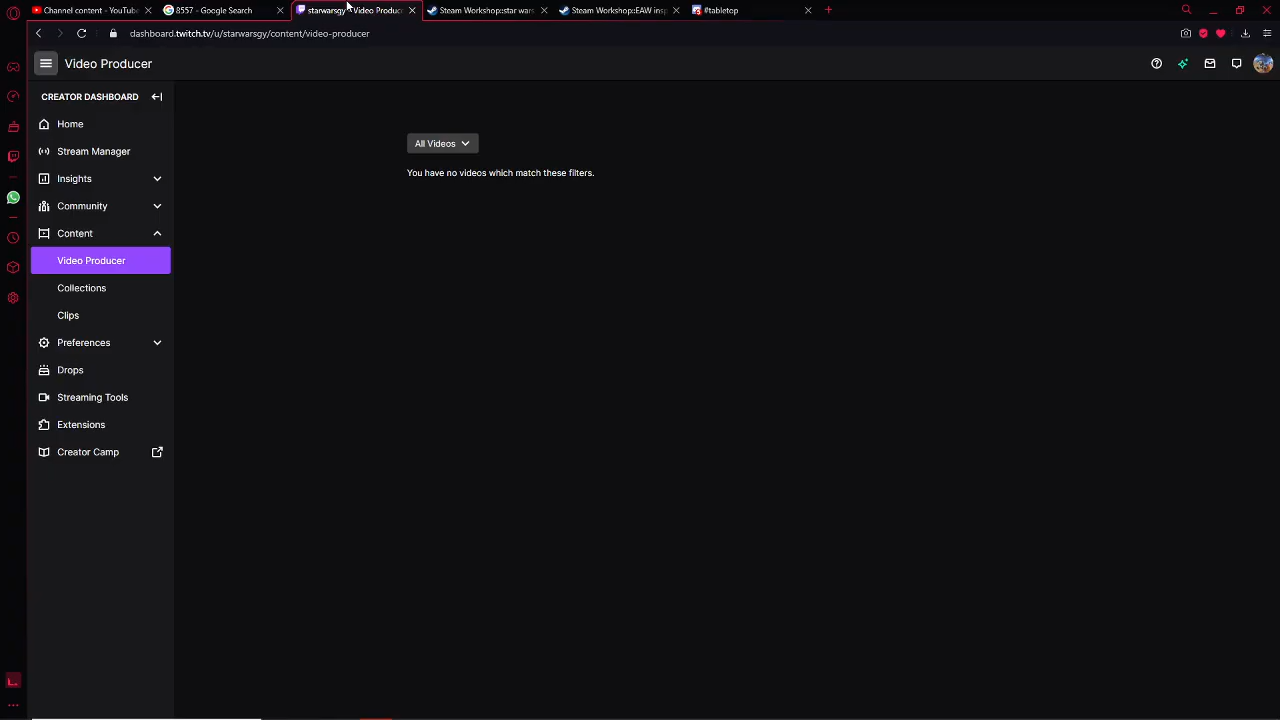 Channel content - YouTube
8557 - Google Search
starwarsgy - Video Produc
Steam Workshop::star wars
Steam Workshop::EAW insp
#tabletop
dashboard.twitch.tv/u/starwarsgy/content/video-producer
Video Producer
CREATOR DASHBOARD
Home
Stream Manager
Insights
Community
Content
Video Producer
Collections
Clips
Preferences
Drops
Streaming Tools
Extensions
Creator Camp
All Videos
You have no videos which match these filters.